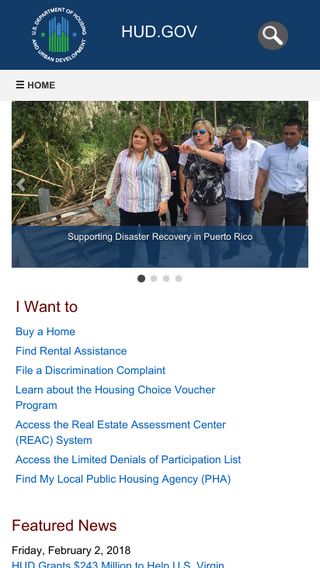 U.S. DEPARTMENT OF HOUSING
AND URBAN DEVELOPMENT
HUD.GOV
☰ HOME
Supporting Disaster Recovery in Puerto Rico
I Want to
Buy a Home
Find Rental Assistance
File a Discrimination Complaint
Learn about the Housing Choice Voucher
Program
Access the Real Estate Assessment Center
(REAC) System
Access the Limited Denials of Participation List
Find My Local Public Housing Agency (PHA)
Featured News
Friday, February 2, 2018
HUD Grants $243 Million to Help U.S. Virgin